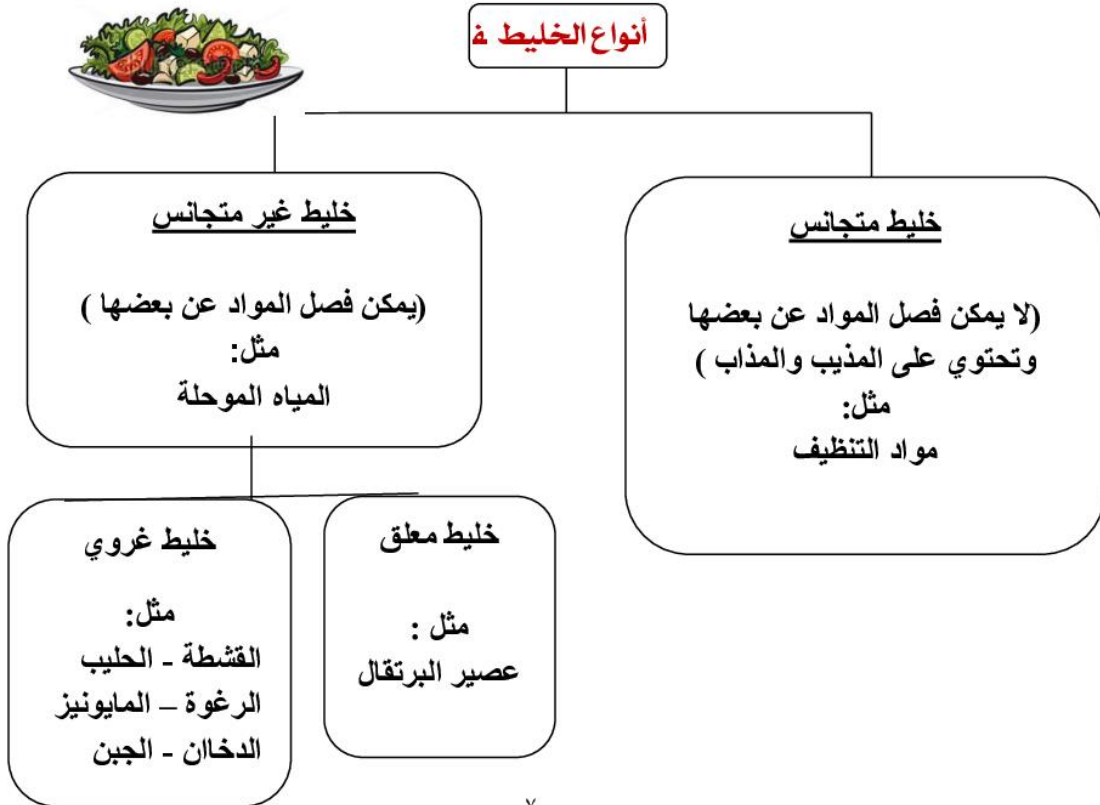 أنواع الخليط ف
خليط متجانس
(لا يمكن فصل المواد عن بعضها
وتحتوي على المذيب والمذاب )
مثل:
مواد التنظيف
خليط غير متجانس
(يمكن فصل المواد عن بعضها )
مثل:
المياه الموحلة
خليط معلق
مثل :
عصير البرتقال
خليط غروي
مثل:
القشطة - الحليب
الرغوة – المايونيز
الدخاان - الجبن